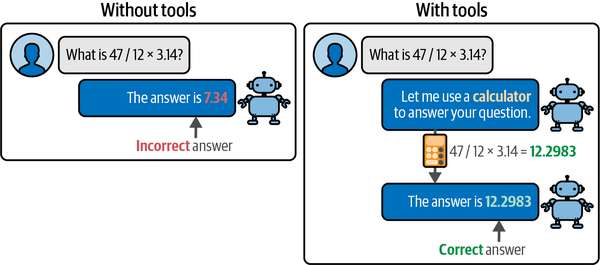 Without tools
What is 47 / 12 × 3.14?
The answer is 7.34
Incorrect answer
With tools
What is 47 / 12 × 3.14?
Let me use a calculator
to answer your question.
47 / 12 × 3.14 = 12.2983
The answer is 12.2983
Correct answer